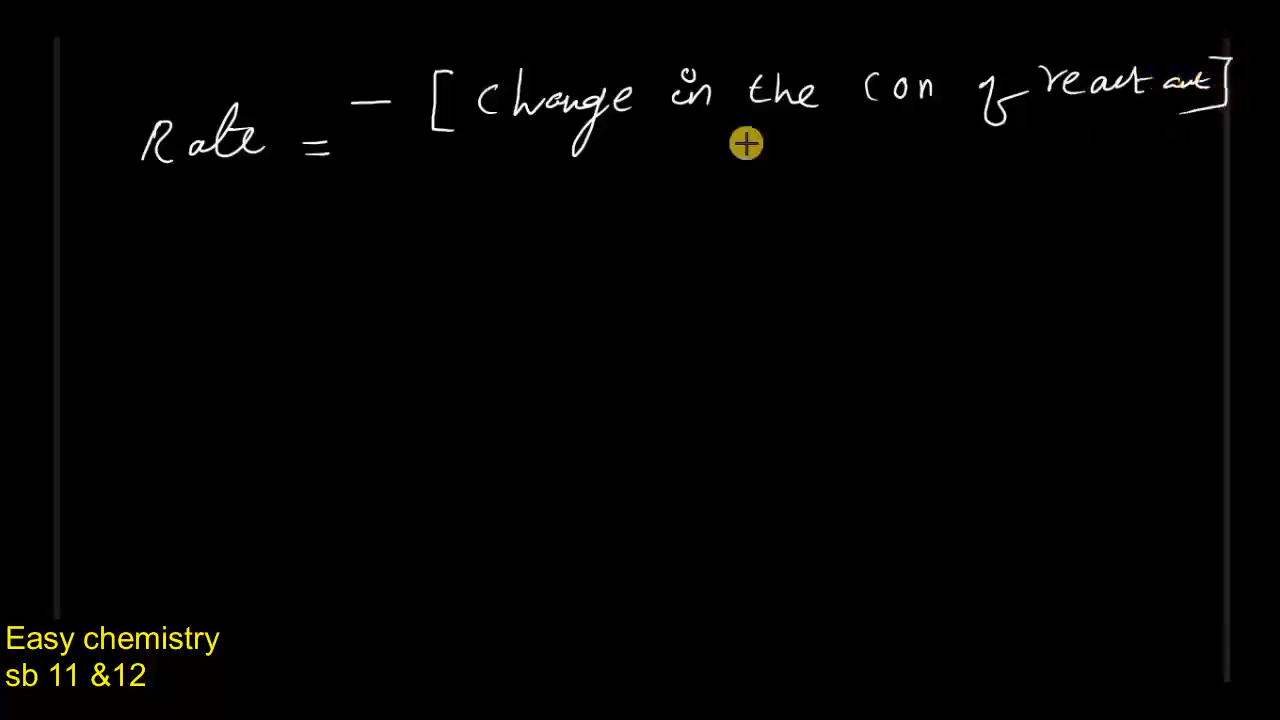 Rate = - [Change in the con of reactant]
Easy chemistry
sb 11 &12